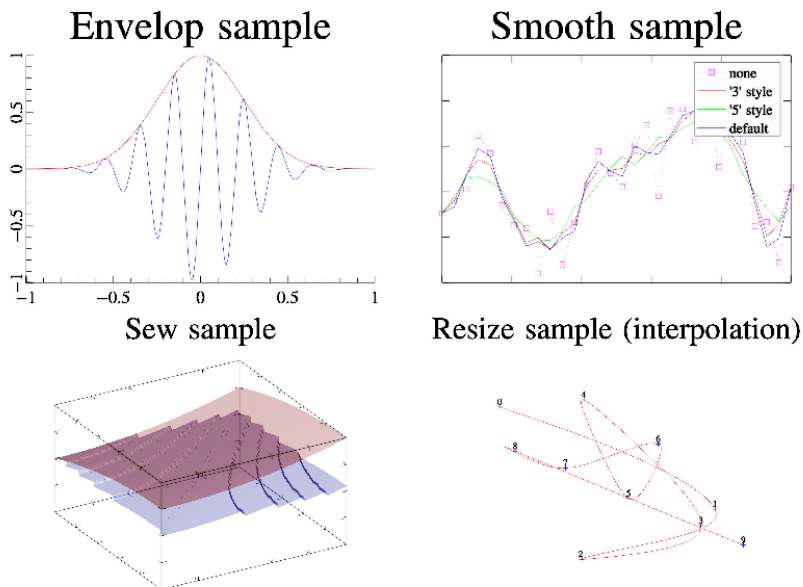 Envelop sample
Smooth sample
1
0.5
0
−0.5
−1
−1
−0.5
0
0.5
1
none
'3' style
'5' style
default
Sew sample
Resize sample (interpolation)
0
4
6
8
7
5
1
3
2
9